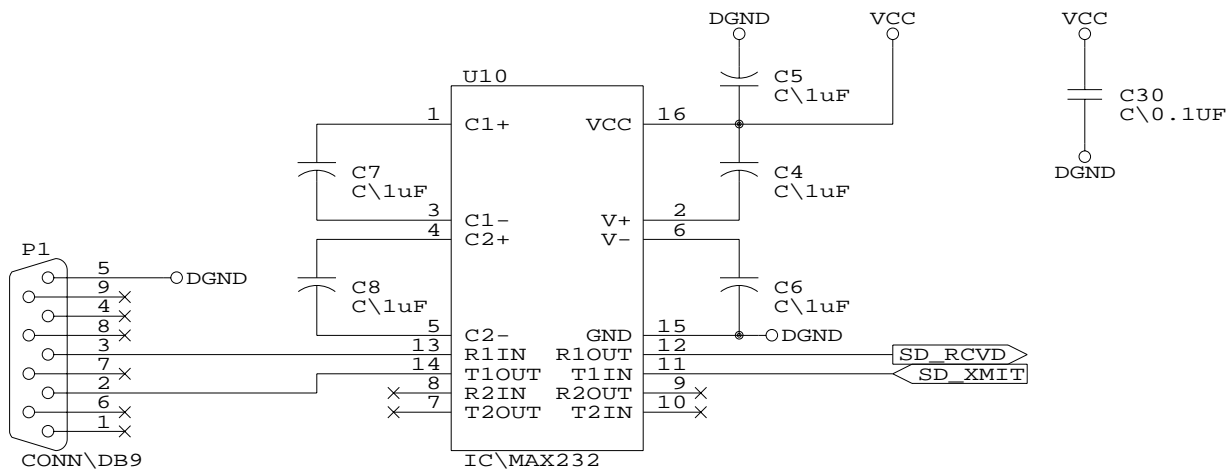 DGND
VCC
VCC
U10
C5
C\1uF
C30
C\0.1UF
1
C1+
VCC
16
DGND
C7
C\1uF
C4
C\1uF
3
C1-
V+
2
4
C2+
V-
6
P1
5
DGND
9
4
8
3
7
2
6
1
CONN\DB9
C8
C\1uF
C6
C\1uF
5
C2-
GND
15
DGND
13
R1IN
R1OUT
12
SD_RCVD
14
T1OUT
T1IN
11
SD_XMIT
8
R2IN
R2OUT
9
7
T2OUT
T2IN
10
IC\MAX232